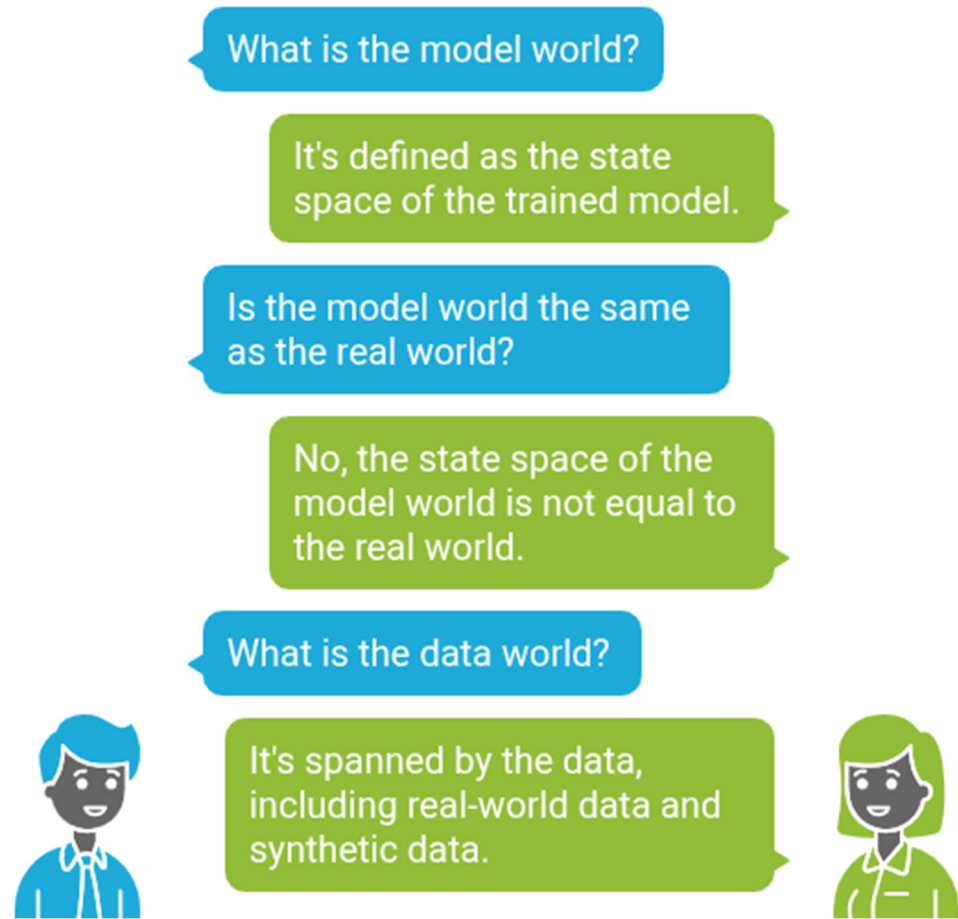 What is the model world?
It's defined as the state
space of the trained model.
Is the model world the same
as the real world?
No, the state space of the
model world is not equal to
the real world.
What is the data world?
It's spanned by the data,
including real-world data and
synthetic data.